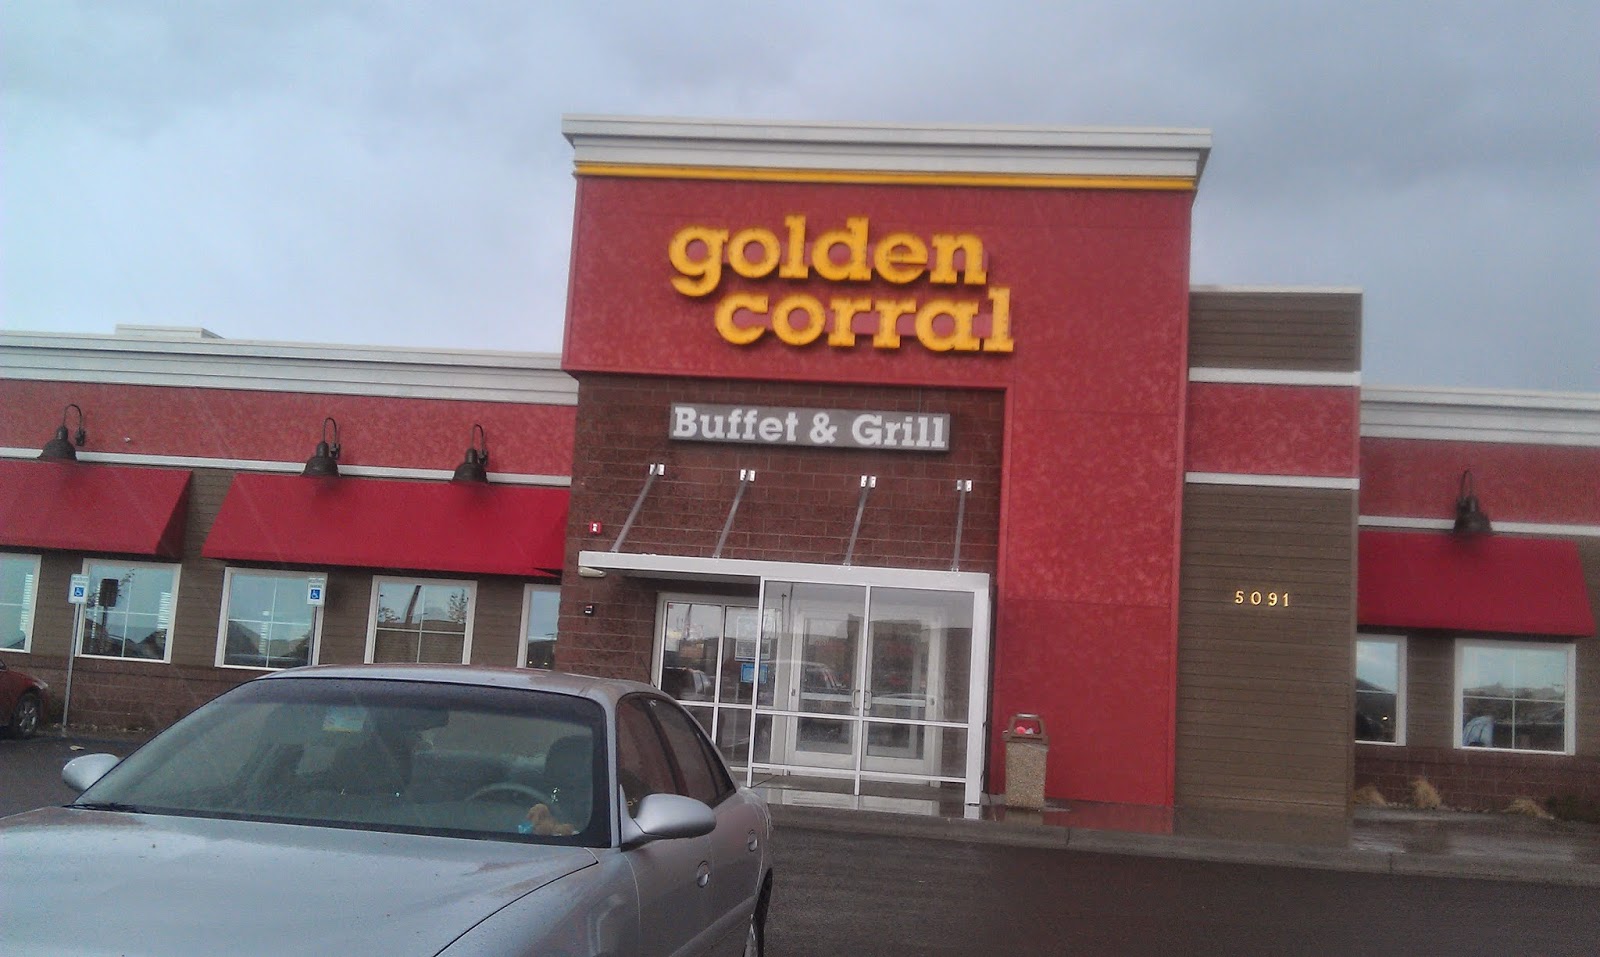 golden
corral
Buffet & Grill
5091